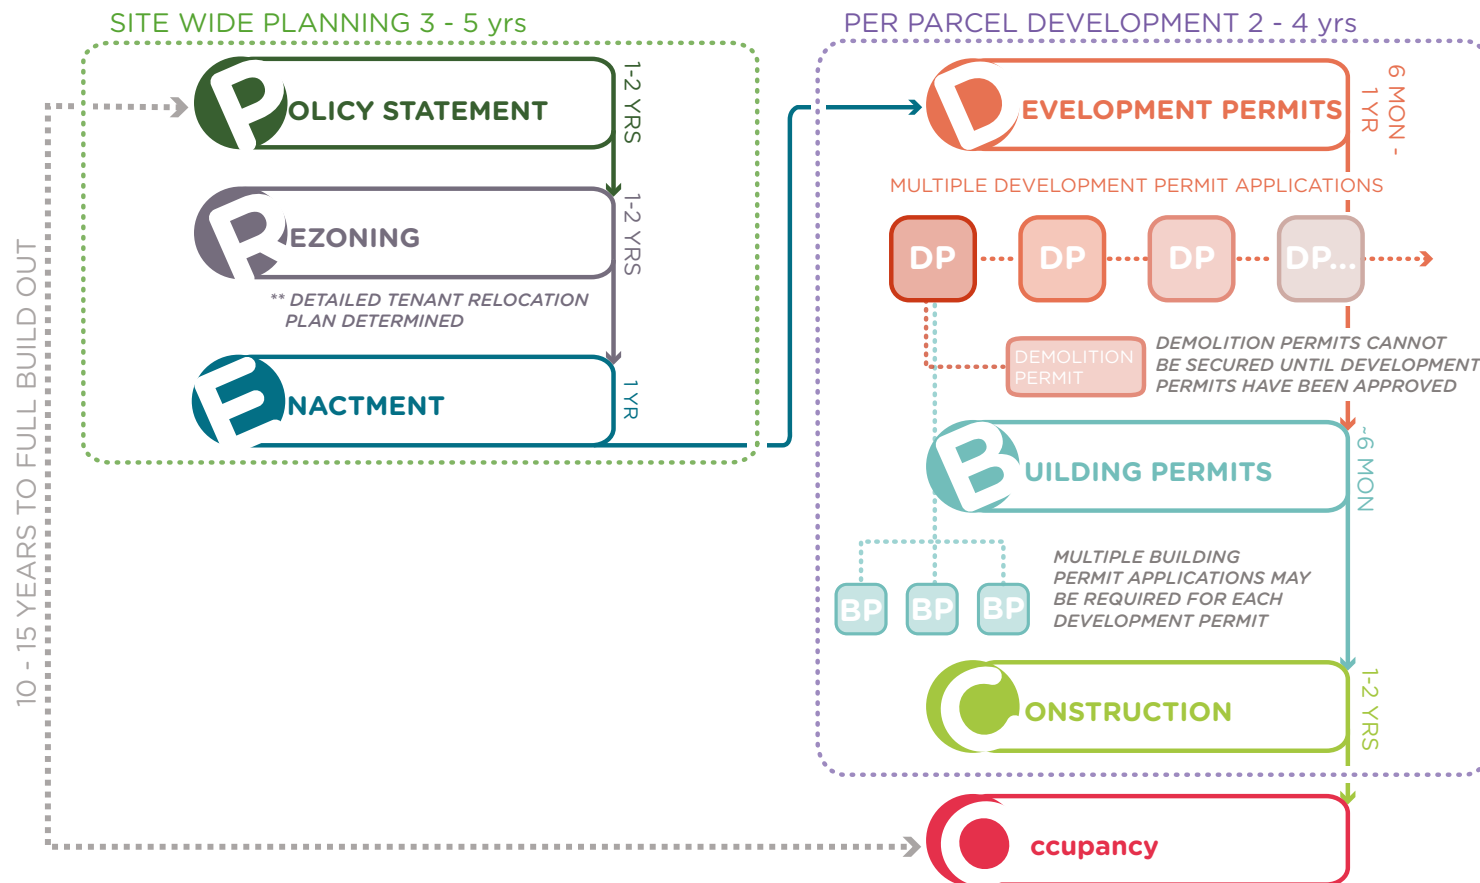 SITE WIDE PLANNING 3 - 5 yrs
POLICY STATEMENT
1-2 YRS
REZONING
1-2 YRS
** DETAILED TENANT RELOCATION
PLAN DETERMINED
ENACTMENT
1 YR
10 - 15 YEARS TO FULL BUILD OUT
PER PARCEL DEVELOPMENT 2 - 4 yrs
DEVELOPMENT PERMITS
6 MON -
1 YR
MULTIPLE DEVELOPMENT PERMIT APPLICATIONS
DP DP DP DP...
DEMOLITION
PERMIT
DEMOLITION PERMITS CANNOT
BE SECURED UNTIL DEVELOPMENT
PERMITS HAVE BEEN APPROVED
BUILDING PERMITS
~6 MON
BP BP BP
MULTIPLE BUILDING
PERMIT APPLICATIONS MAY
BE REQUIRED FOR EACH
DEVELOPMENT PERMIT
CONSTRUCTION
1-2 YRS
Occupancy